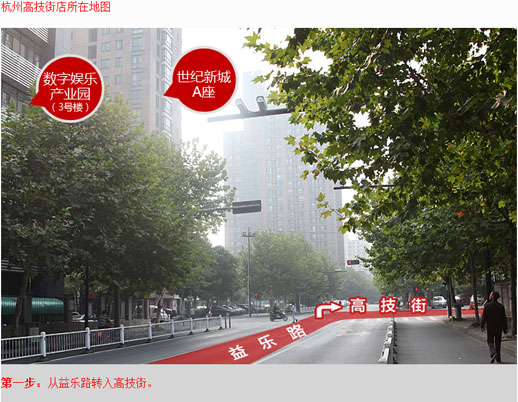 杭州高技街店所在地图
数字娱乐
产业园
（3号楼）
世纪新城
A座
高技街
益乐路
第一步：从益乐路转入高技街。